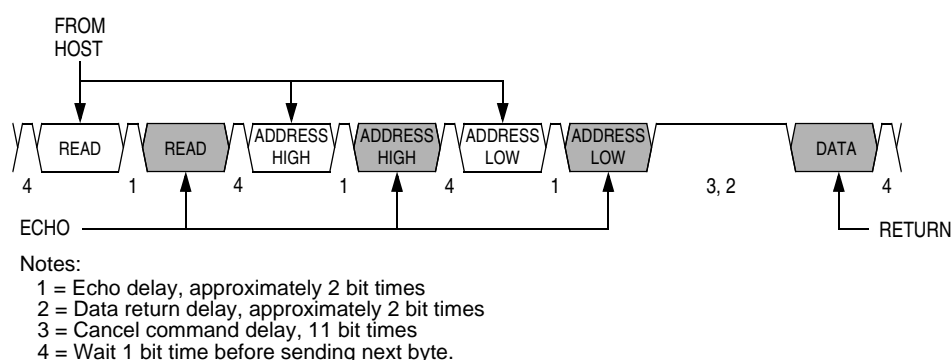 FROM
HOST
READ READ ADDRESS HIGH ADDRESS HIGH ADDRESS LOW ADDRESS LOW DATA
4 1 4 1 4 1 3, 2 4
ECHO RETURN
Notes:
1 = Echo delay, approximately 2 bit times
2 = Data return delay, approximately 2 bit times
3 = Cancel command delay, 11 bit times
4 = Wait 1 bit time before sending next byte.